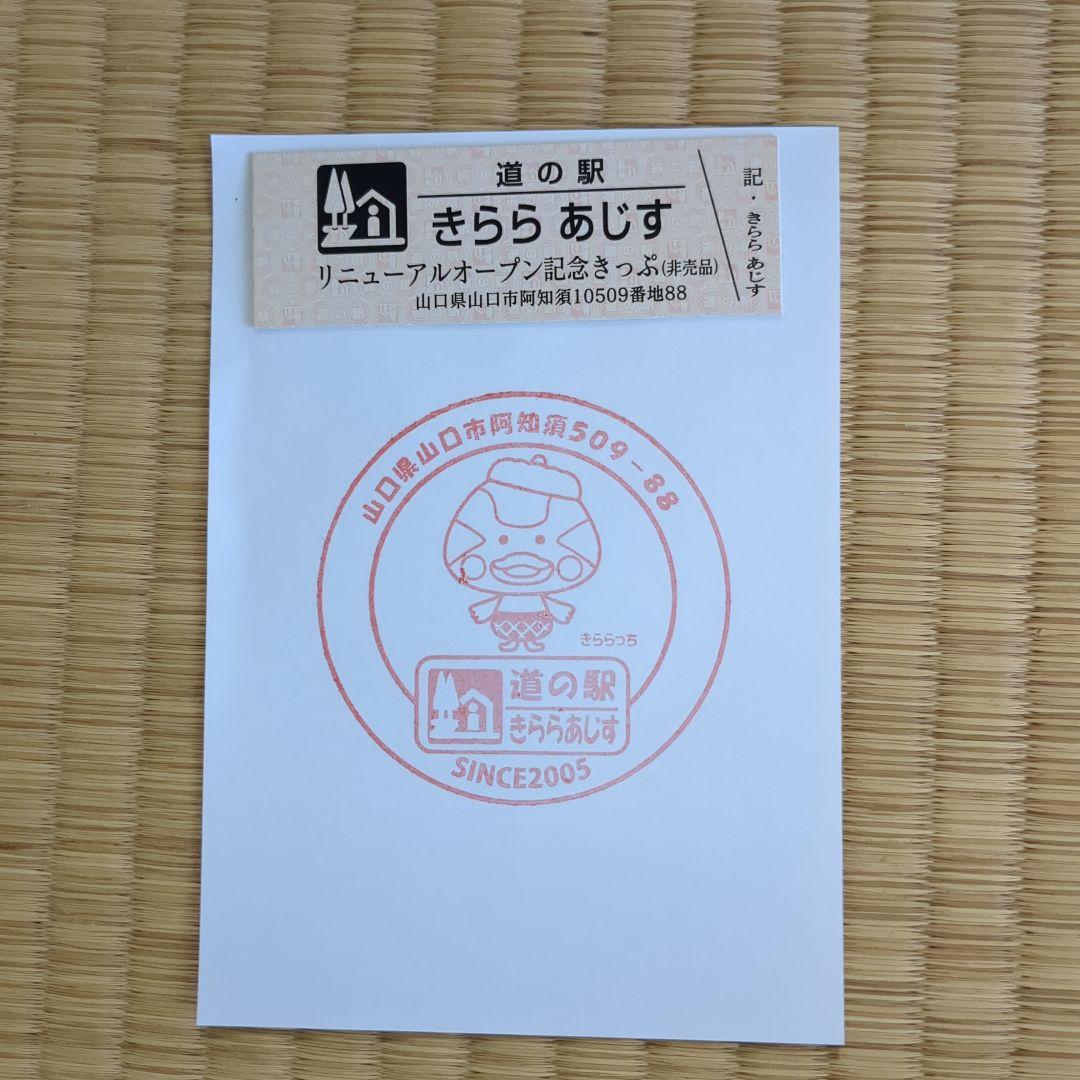 道の駅
きらら あじす
リニューアルオープン記念きっぷ(非売品)
山口県山口市阿知須10509番地88
記・きらら あじす
山口県山口市阿知須509-88
きららっち
道の駅
きららあじす
SINCE2005